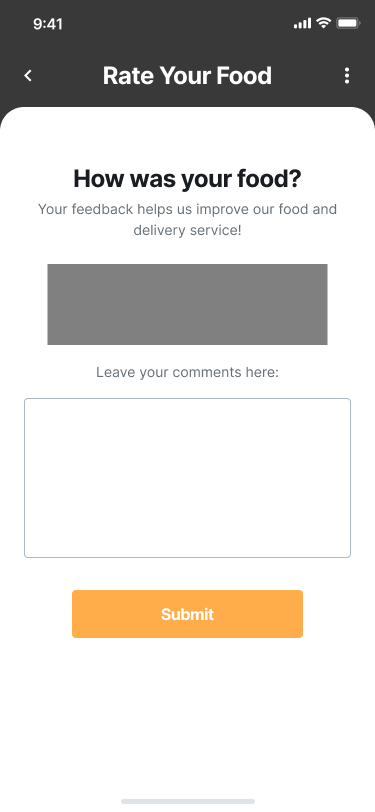 9:41
Rate Your Food
How was your food?
Your feedback helps us improve our food and
delivery service!
Leave your comments here:
Submit